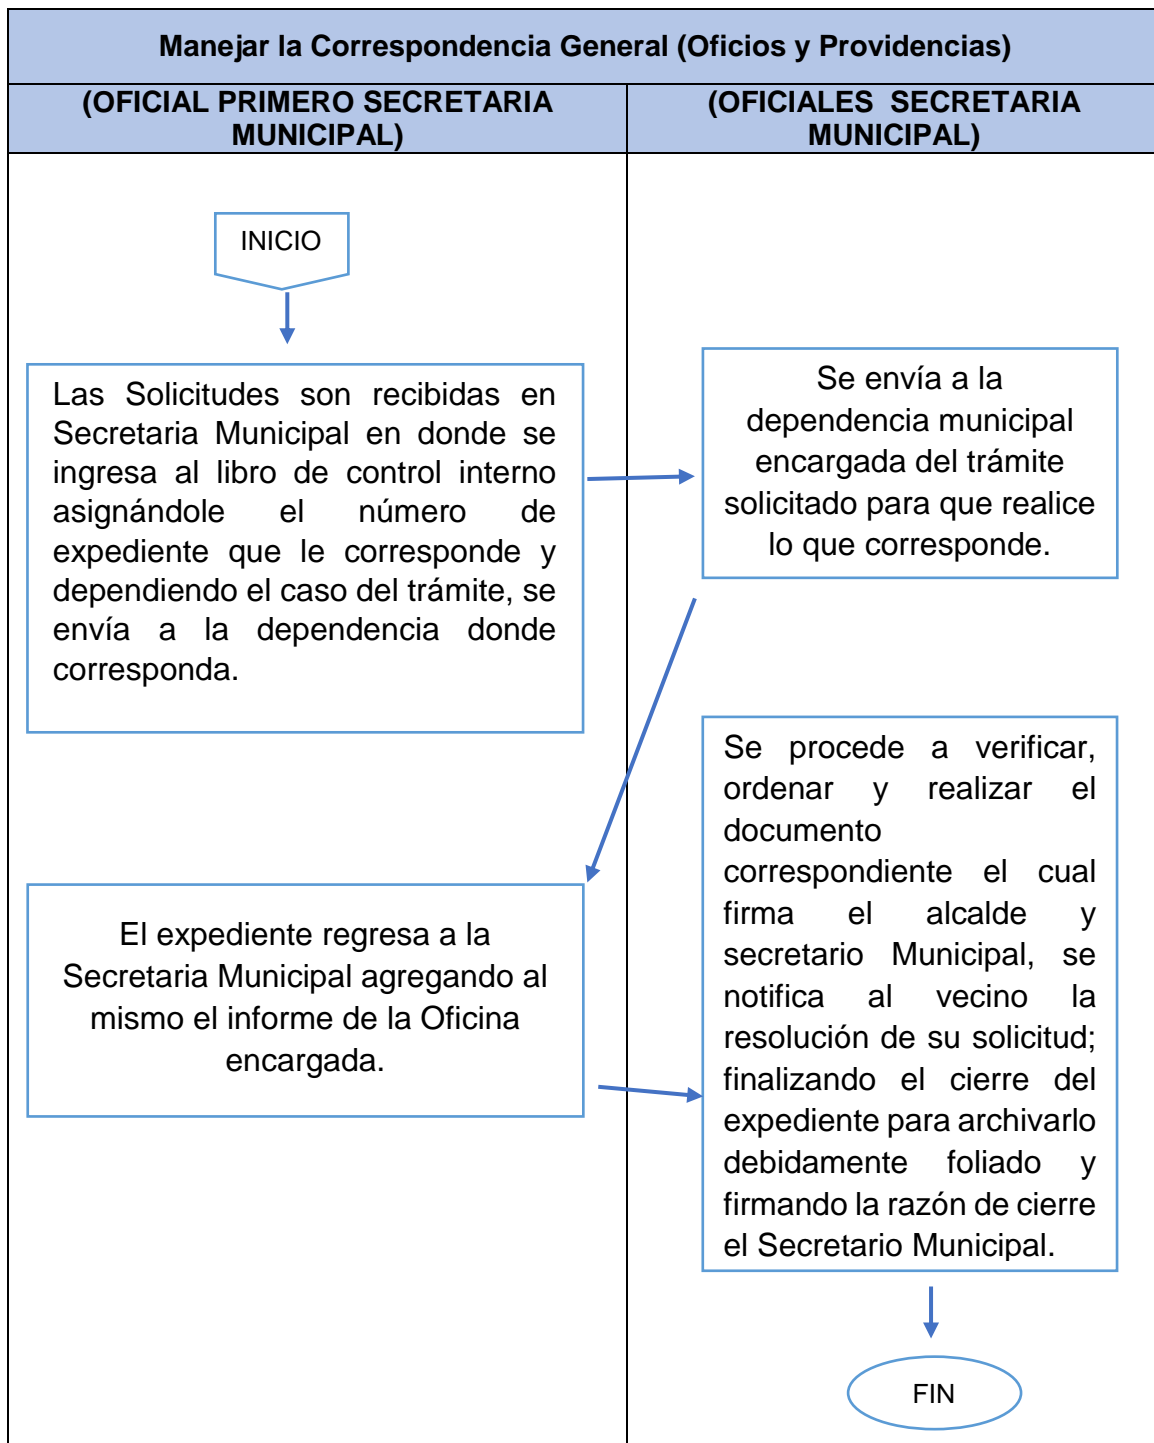 Manejar la Correspondencia General (Oficios y Providencias)
(OFICIAL PRIMERO SECRETARIA
MUNICIPAL)
(OFICIALES SECRETARIA
MUNICIPAL)
INICIO
Las Solicitudes son recibidas en
Secretaria Municipal en donde se
ingresa al libro de control interno
asignándole el número de
expediente que le corresponde y
dependiendo el caso del trámite, se
envía a la dependencia donde
corresponda.
Se envía a la
dependencia municipal
encargada del trámite
solicitado para que realice
lo que corresponde.
El expediente regresa a la
Secretaria Municipal agregando al
mismo el informe de la Oficina
encargada.
Se procede a verificar,
ordenar y realizar el
documento
correspondiente el cual
firma el alcalde y
secretario Municipal, se
notifica al vecino la
resolución de su solicitud;
finalizando el cierre del
expediente para archivarlo
debidamente foliado y
firmando la razón de cierre
el Secretario Municipal.
FIN